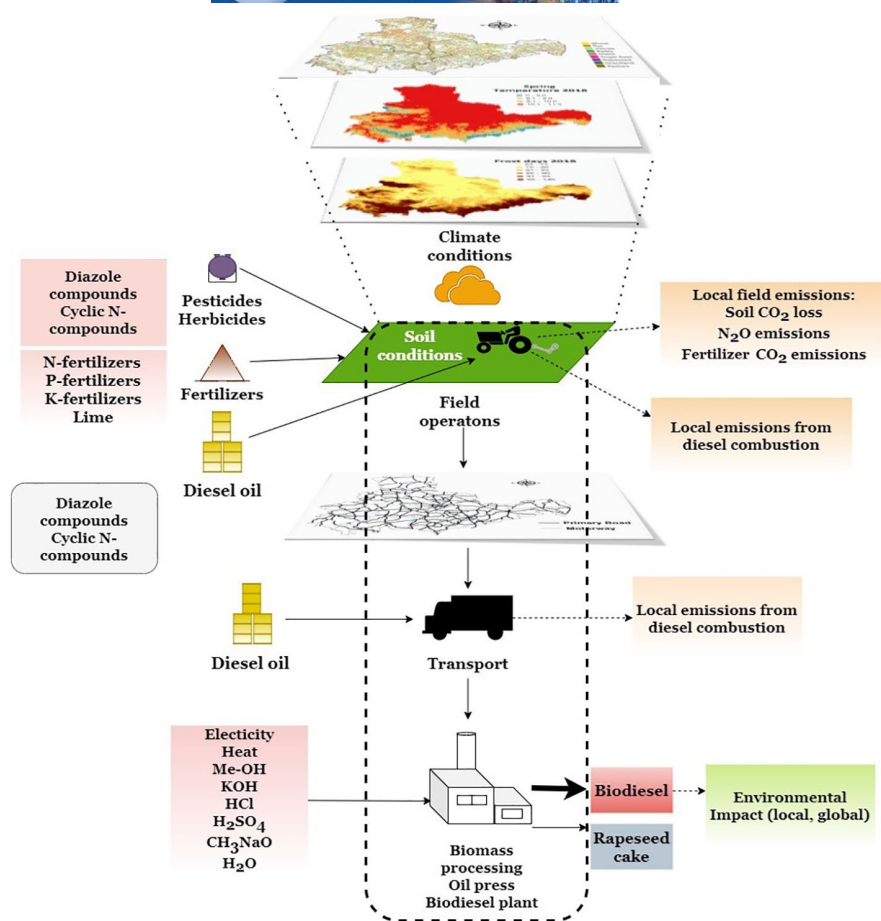 Spring
Temperature 2018
Frost days 2018
Climate
conditions
Diazole
compounds
Cyclic N-
compounds
Pesticides
Herbicides
N-fertilizers
P-fertilizers
K-fertilizers
Lime
Fertilizers
Soil
conditions
Local field emissions:
Soil CO₂ loss
N₂O emissions
Fertilizer CO₂ emissions
Diesel oil
Field
operatons
Local emissions from
diesel combustion
Diazole
compounds
Cyclic N-
compounds
Primary Road
Motorway
Diesel oil
Transport
Local emissions from
diesel combustion
Electicity
Heat
Me-OH
KOH
HCl
H₂SO₄
CH₃NaO
H₂O
Biomass
processing
Oil press
Biodiesel plant
Biodiesel
Rapeseed
cake
Environmental
Impact (local, global)